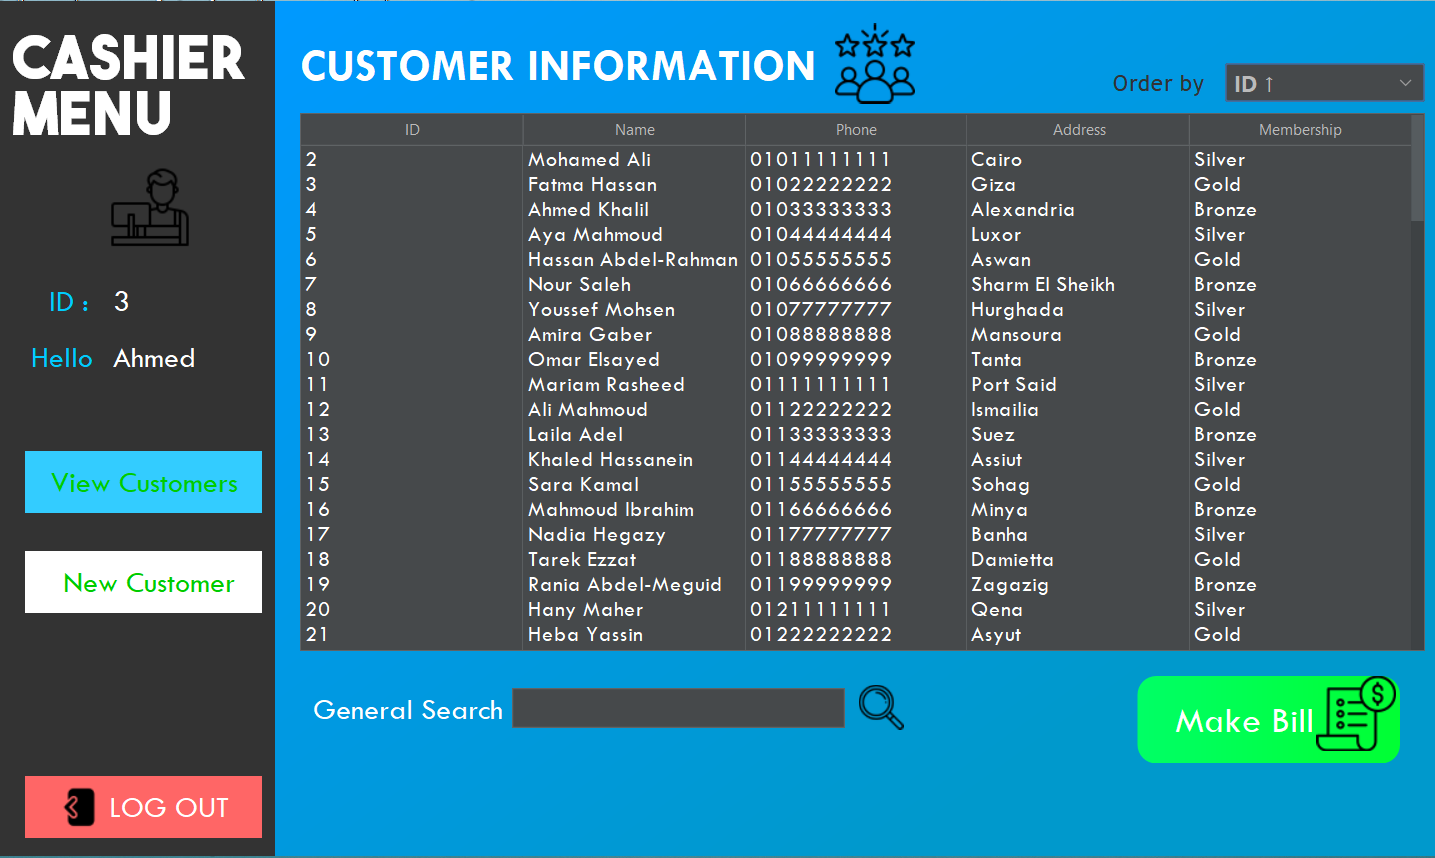 CASHIER
MENU
ID : 3
Hello Ahmed
View Customers
New Customer
LOG OUT
CUSTOMER INFORMATION
Order by ID ↑
ID Name Phone Address Membership
2 Mohamed Ali 01011111111 Cairo Silver
3 Fatma Hassan 01022222222 Giza Gold
4 Ahmed Khalil 01033333333 Alexandria Bronze
5 Aya Mahmoud 01044444444 Luxor Silver
6 Hassan Abdel-Rahman 01055555555 Aswan Gold
7 Nour Saleh 01066666666 Sharm El Sheikh Bronze
8 Youssef Mohsen 01077777777 Hurghada Silver
9 Amira Gaber 01088888888 Mansoura Gold
10 Omar Elsayed 01099999999 Tanta Bronze
11 Mariam Rasheed 01111111111 Port Said Silver
12 Ali Mahmoud 01122222222 Ismailia Gold
13 Laila Adel 01133333333 Suez Bronze
14 Khaled Hassanein 01144444444 Assiut Silver
15 Sara Kamal 01155555555 Sohag Gold
16 Mahmoud Ibrahim 01166666666 Minya Bronze
17 Nadia Hegazy 01177777777 Banha Silver
18 Tarek Ezzat 01188888888 Damietta Gold
19 Rania Abdel-Meguid 01199999999 Zagazig Bronze
20 Hany Maher 01211111111 Qena Silver
21 Heba Yassin 01222222222 Asyut Gold
General Search
Make Bill
$